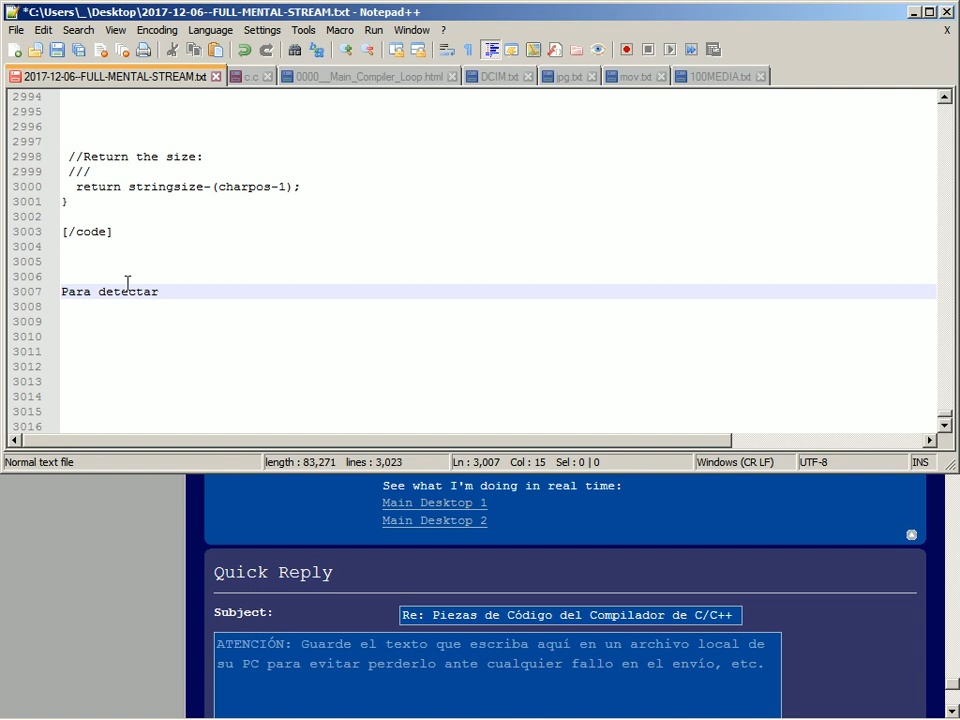 *C:\Users\_\Desktop\2017-12-06--FULL-MENTAL-STREAM.txt - Notepad++
File Edit Search View Encoding Language Settings Tools Macro Run Window ? X
2017-12-06--FULL-MENTAL-STREAM.txt c.c 0000__Main_Compiler_Loop.html DCIM.txt jpg.txt mov.txt 100MEDIA.txt
2994
2995
2996
2997
2998 //Return the size:
2999 ///
3000 return stringsize-(charpos-1);
3001 }
3002
3003 [/code]
3004
3005
3006
3007 Para detectar
3008
3009
3010
3011
3012
3013
3014
3015
3016
Normal text file length : 83,271 lines : 3,023 Ln : 3,007 Col : 15 Sel : 0 | 0 Windows (CR LF) UTF-8 INS
See what I'm doing in real time:
Main Desktop 1
Main Desktop 2
Quick Reply
Subject: Re: Piezas de Código del Compilador de C/C++
ATENCIÓN: Guarde el texto que escriba aquí en un archivo local de
su PC para evitar perderlo ante cualquier fallo en el envío, etc.